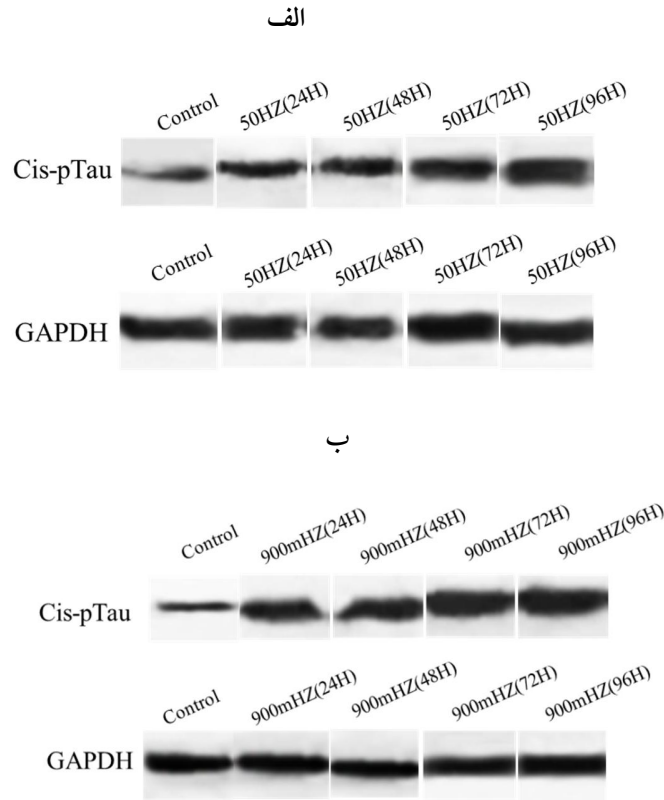 الف
Control 50HZ(24H) 50HZ(48H) 50HZ(72H) 50HZ(96H)
Cis-pTau
Control 50HZ(24H) 50HZ(48H) 50HZ(72H) 50HZ(96H)
GAPDH
ب
Control 900mHZ(24H) 900mHZ(48H) 900mHZ(72H) 900mHZ(96H)
Cis-pTau
Control 900mHZ(24H) 900mHZ(48H) 900mHZ(72H) 900mHZ(96H)
GAPDH